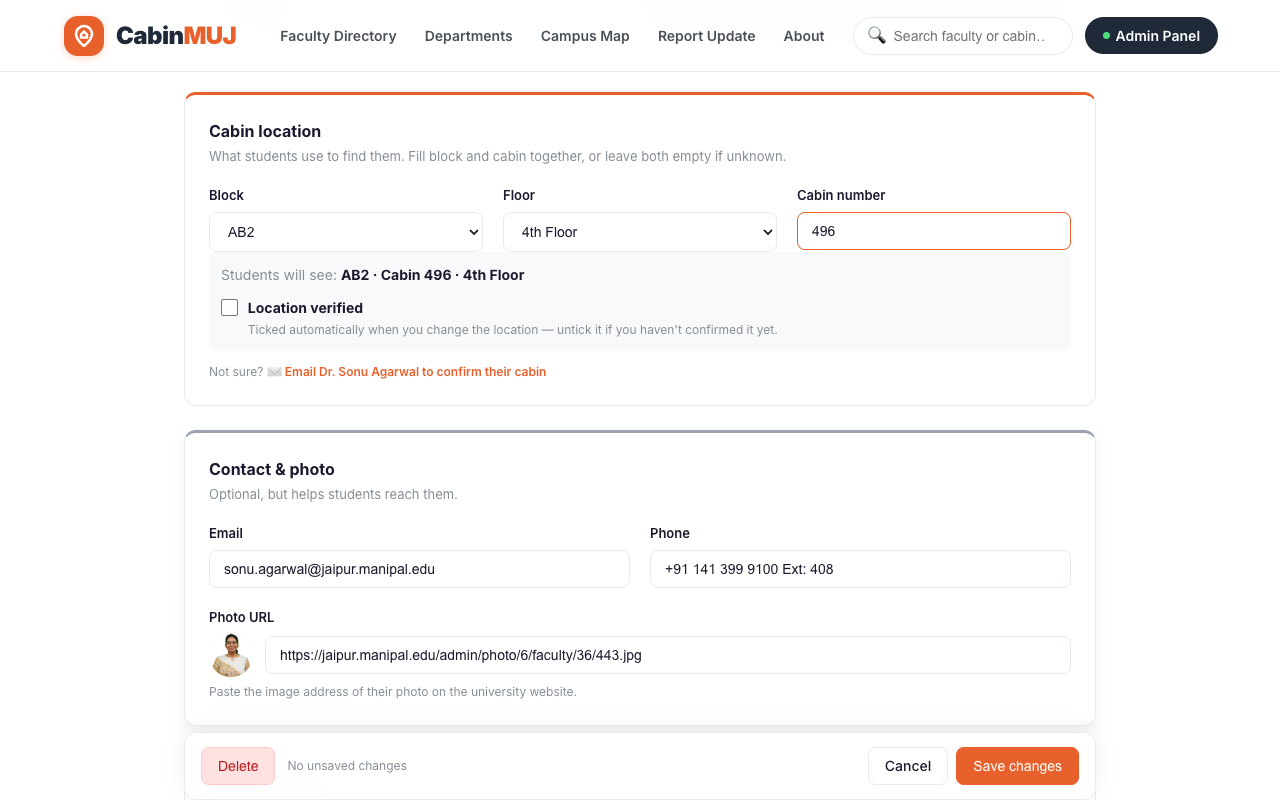 CabinMUJ
Faculty Directory Departments Campus Map Report Update About
Search faculty or cabin..
Admin Panel
Cabin location
What students use to find them. Fill block and cabin together, or leave both empty if unknown.
Block Floor Cabin number
AB2 4th Floor 496
Students will see: AB2 · Cabin 496 · 4th Floor
Location verified
Ticked automatically when you change the location — untick it if you haven't confirmed it yet.
Not sure? ✉️ Email Dr. Sonu Agarwal to confirm their cabin
Contact & photo
Optional, but helps students reach them.
Email Phone
sonu.agarwal@jaipur.manipal.edu +91 141 399 9100 Ext: 408
Photo URL
https://jaipur.manipal.edu/admin/photo/6/faculty/36/443.jpg
Paste the image address of their photo on the university website.
Delete No unsaved changes Cancel Save changes